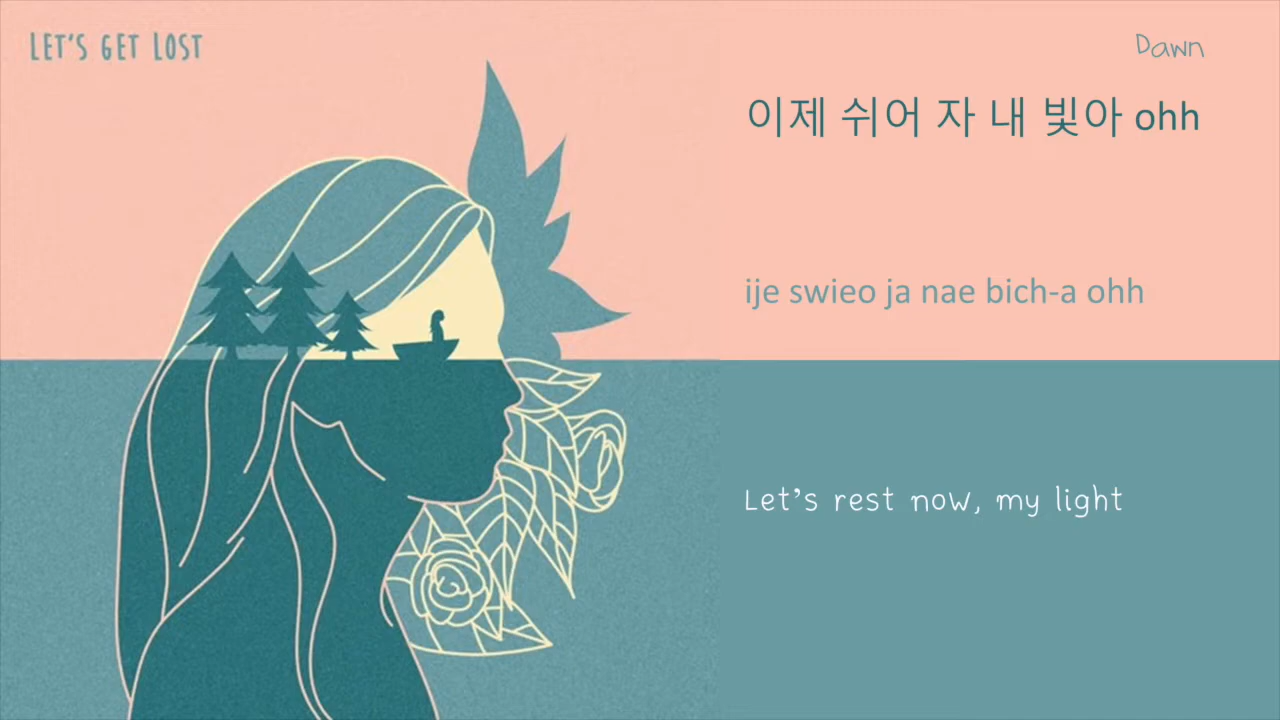 LET'S GET LOST
Dawn
이제 쉬어 자 내 빛아 ohh
ije swieo ja nae bich-a ohh
Let's rest now, my light